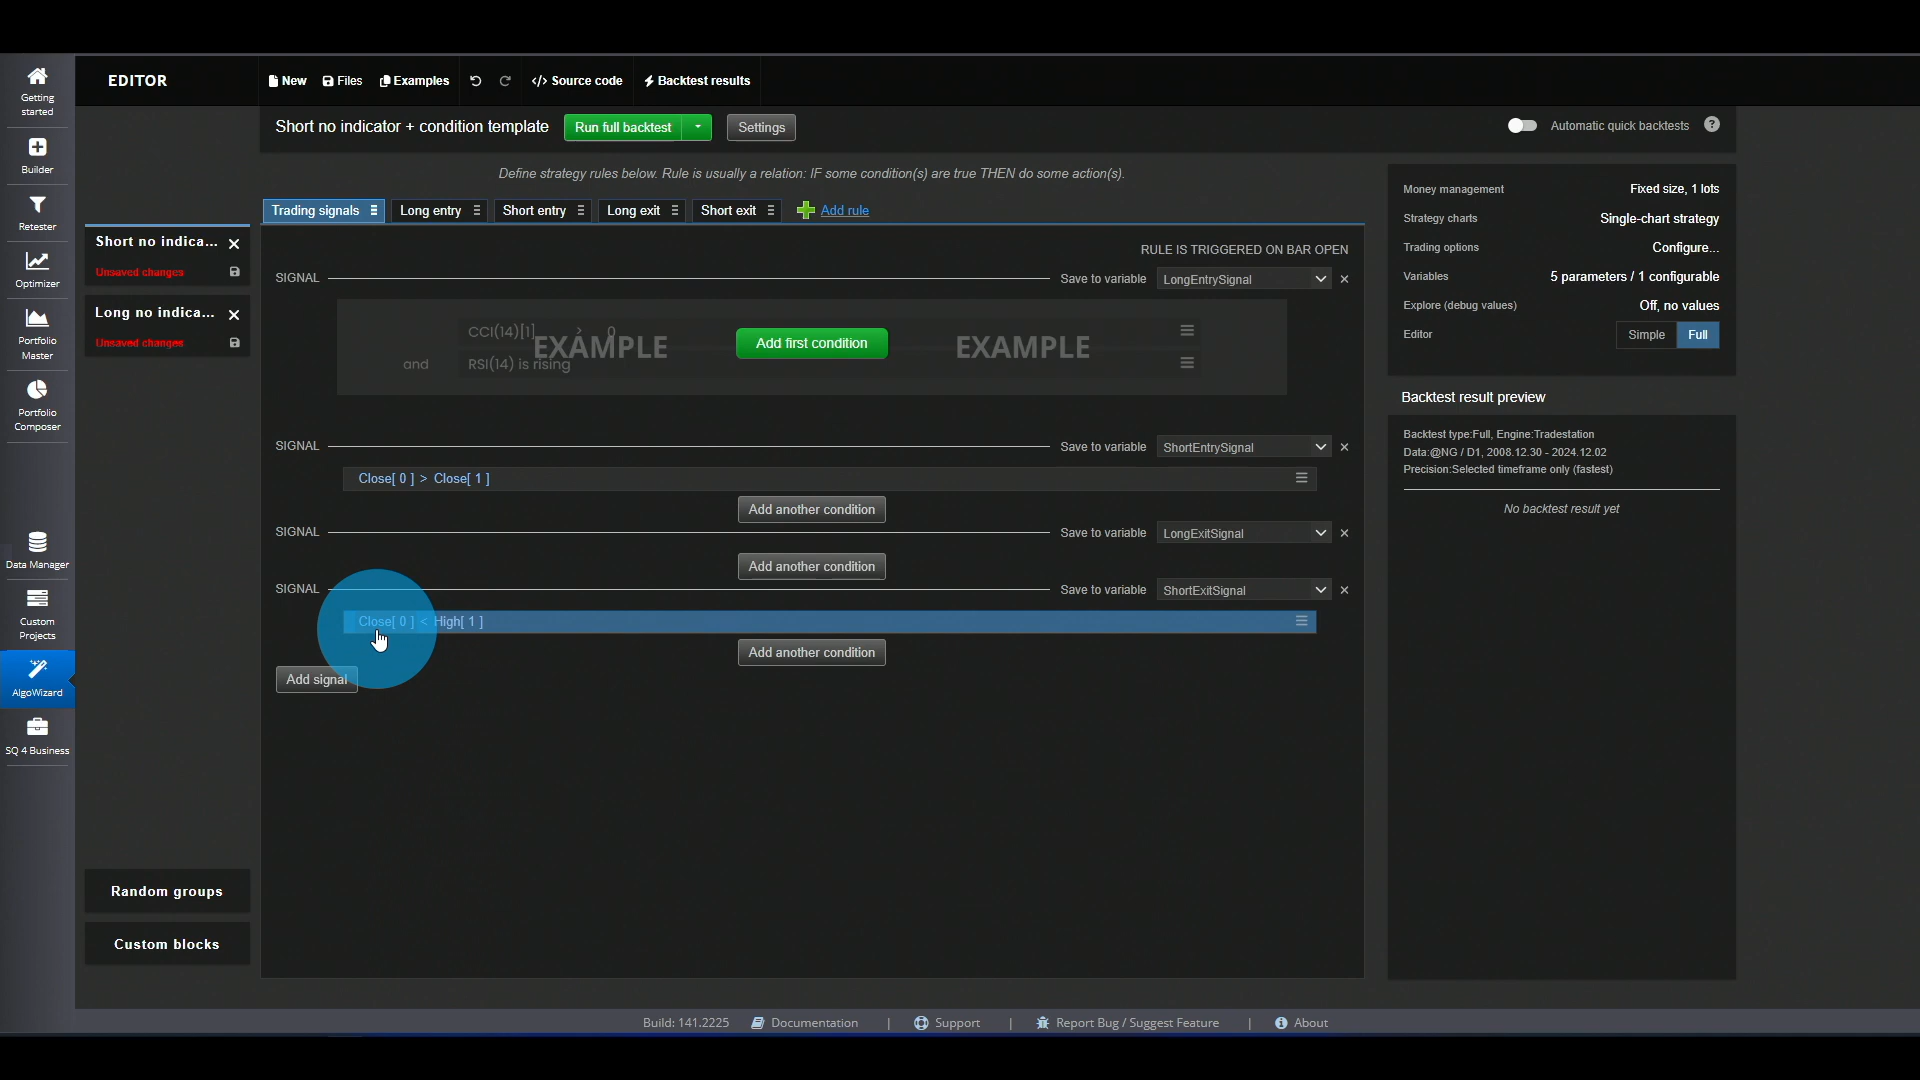 EDITOR
New
Files
Examples
</> Source code
Backtest results
Getting
started
Builder
Retester
Optimizer
Portfolio
Master
Portfolio
Composer
Data Manager
Custom
Projects
AlgoWizard
SQ 4 Business
Short no indica...
Unsaved changes
Long no indica...
Unsaved changes
Random groups
Custom blocks
Short no indicator + condition template
Run full backtest
Settings
Automatic quick backtests
?
Define strategy rules below. Rule is usually a relation: IF some condition(s) are true THEN do some action(s).
Trading signals
Long entry
Short entry
Long exit
Short exit
Add rule
RULE IS TRIGGERED ON BAR OPEN
SIGNAL
Save to variable
LongEntrySignal
CCI(14)[1] > 0
and RSI(14) is rising
EXAMPLE
Add first condition
EXAMPLE
SIGNAL
Save to variable
ShortEntrySignal
Close[ 0 ] > Close[ 1 ]
Add another condition
SIGNAL
Save to variable
LongExitSignal
Add another condition
SIGNAL
Save to variable
ShortExitSignal
Close[ 0 ] < High[ 1 ]
Add another condition
Add signal
Money management Fixed size, 1 lots
Strategy charts Single-chart strategy
Trading options Configure...
Variables 5 parameters / 1 configurable
Explore (debug values) Off, no values
Editor Simple Full
Backtest result preview
Backtest type:Full, Engine:Tradestation
Data:@NG / D1, 2008.12.30 - 2024.12.02
Precision:Selected timeframe only (fastest)
No backtest result yet
Build: 141.2225
Documentation
|
Support
|
Report Bug / Suggest Feature
|
About